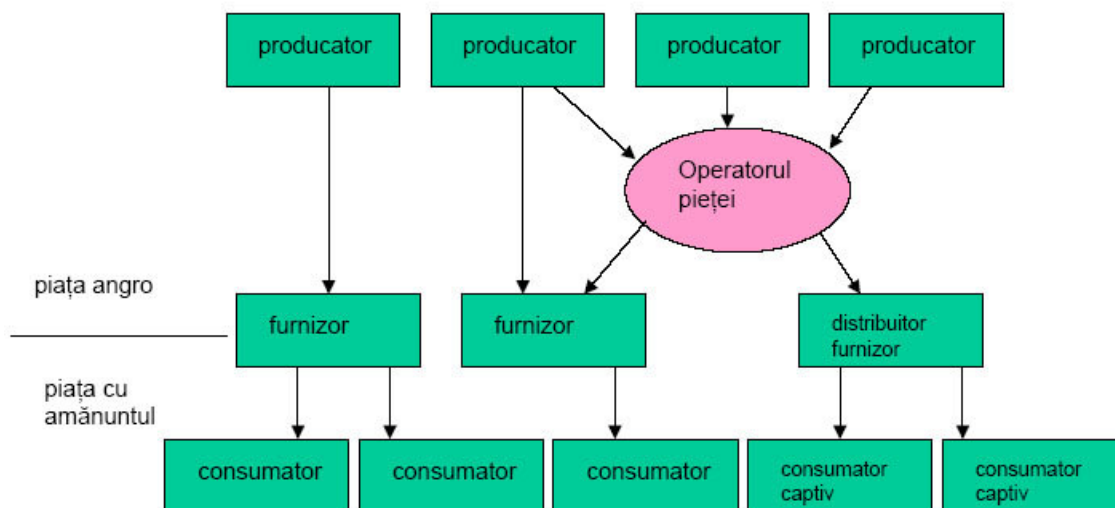 producator
producator
producator
producator
Operatorul
pieței
piața angro
furnizor
furnizor
distribuitor
furnizor
piața cu
amănuntul
consumator
consumator
consumator
consumator
captiv
consumator
captiv